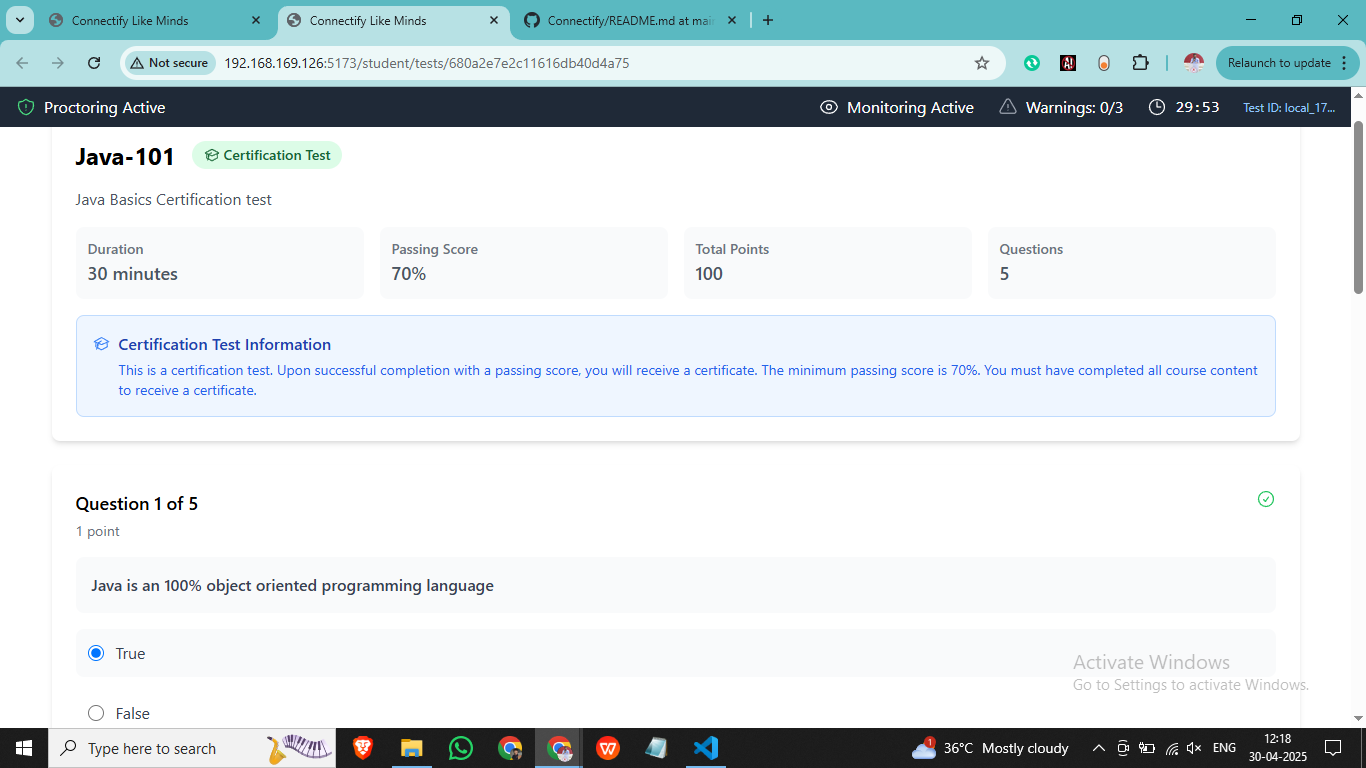 Connectify Like Minds
Connectify Like Minds
Connectify/README.md at mai
Not secure
192.168.169.126:5173/student/tests/680a2e7e2c11616db40d4a75
Relaunch to update
Proctoring Active
Monitoring Active
Warnings: 0/3
29:53
Test ID: local_17...
Java-101
Certification Test
Java Basics Certification test
Duration
30 minutes
Passing Score
70%
Total Points
100
Questions
5
Certification Test Information
This is a certification test. Upon successful completion with a passing score, you will receive a certificate. The minimum passing score is 70%. You must have completed all course content
to receive a certificate.
Question 1 of 5
1 point
Java is an 100% object oriented programming language
True
False
Activate Windows
Go to Settings to activate Windows.
Type here to search
1
36°C Mostly cloudy
ENG
12:18
30-04-2025